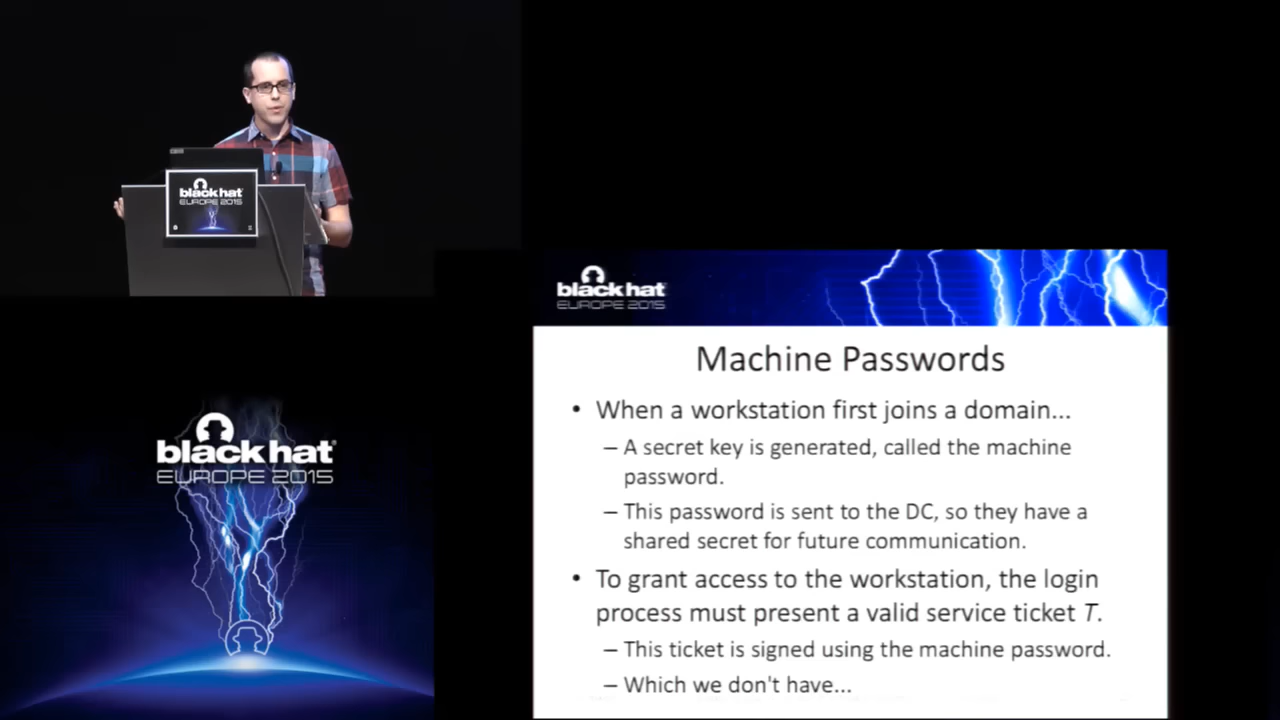 black hat
EUROPE 2015
black hat
EUROPE 2015
Machine Passwords
• When a workstation first joins a domain...
– A secret key is generated, called the machine
password.
– This password is sent to the DC, so they have a
shared secret for future communication.
• To grant access to the workstation, the login
process must present a valid service ticket T.
– This ticket is signed using the machine password.
– Which we don't have...
black hat
EUROPE 2015